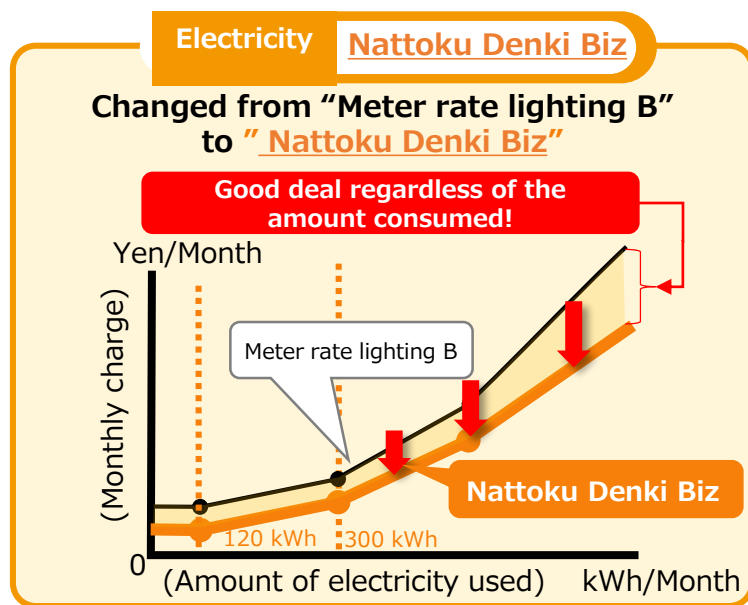 Electricity
Nattoku Denki Biz
Changed from “Meter rate lighting B”
to ” Nattoku Denki Biz”
Good deal regardless of the
amount consumed!
Yen/Month
(Monthly charge)
Meter rate lighting B
Nattoku Denki Biz
120 kWh
300 kWh
0
(Amount of electricity used)
kWh/Month